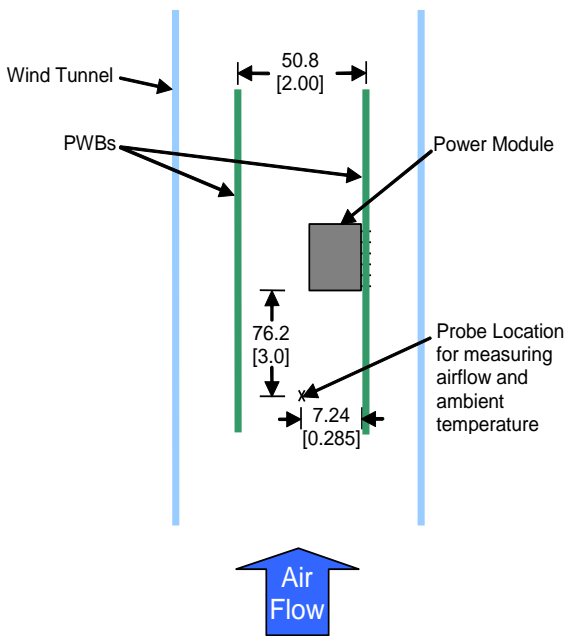 50.8
[2.00]
Wind Tunnel
PWBs
Power Module
76.2
[3.0]
Probe Location
for measuring
airflow and
ambient
temperature
x
7.24
[0.285]
Air
Flow